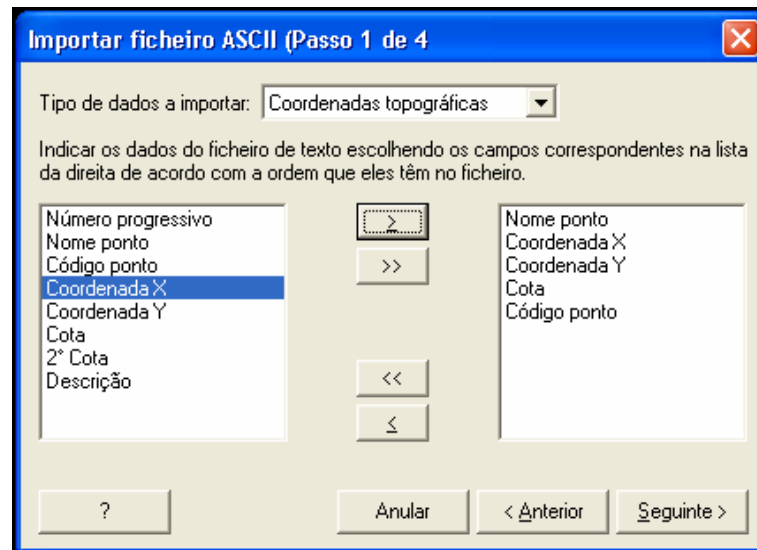 Importar ficheiro ASCII (Passo 1 de 4
Tipo de dados a importar: Coordenadas topográficas
Indicar os dados do ficheiro de texto escolhendo os campos correspondentes na lista
da direita de acordo com a ordem que eles têm no ficheiro.
Número progressivo
Nome ponto
Código ponto
Coordenada X
Coordenada Y
Cota
2ª Cota
Descrição
>
>>
<<
<
Nome ponto
Coordenada X
Coordenada Y
Cota
Código ponto
?
Anular
< Anterior
Seguinte >